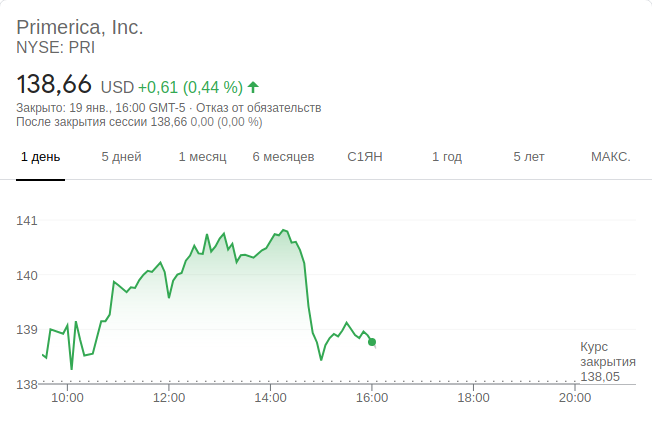 Primerica, Inc.
NYSE: PRI
138,66 USD +0,61 (0,44 %)
Закрыто: 19 янв., 16:00 GMT-5 · Отказ от обязательств
После закрытия сессии 138,66 0,00 (0,00 %)
1 день 5 дней 1 месяц 6 месяцев С1ЯН 1 год 5 лет МАКС.
141
140
139
138
Курс
закрытия
138,05
10:00 12:00 14:00 16:00 18:00 20:00